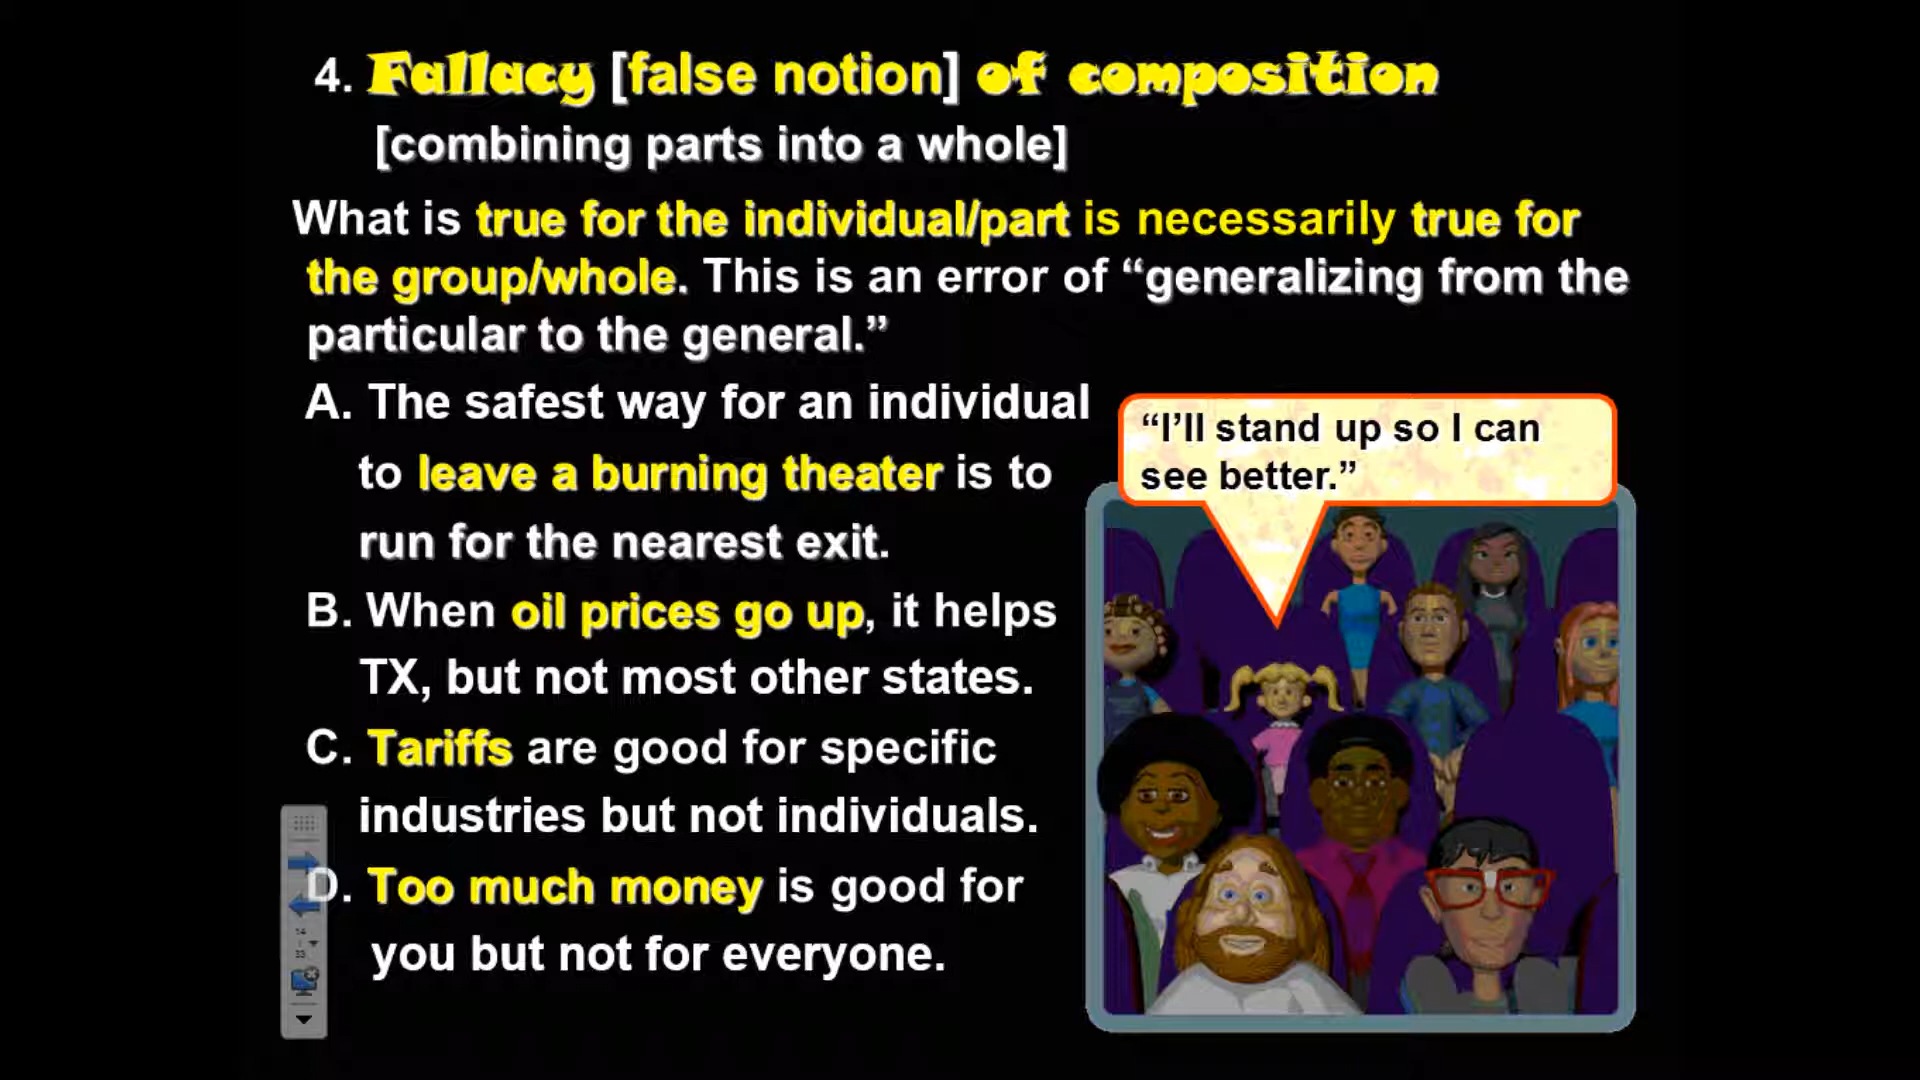 4. Fallacy [false notion] of composition
[combining parts into a whole]
What is true for the individual/part is necessarily true for
the group/whole. This is an error of “generalizing from the
particular to the general.”
A. The safest way for an individual
to leave a burning theater is to
run for the nearest exit.
B. When oil prices go up, it helps
TX, but not most other states.
C. Tariffs are good for specific
industries but not individuals.
D. Too much money is good for
you but not for everyone.
“I’ll stand up so I can
see better.”
14
33